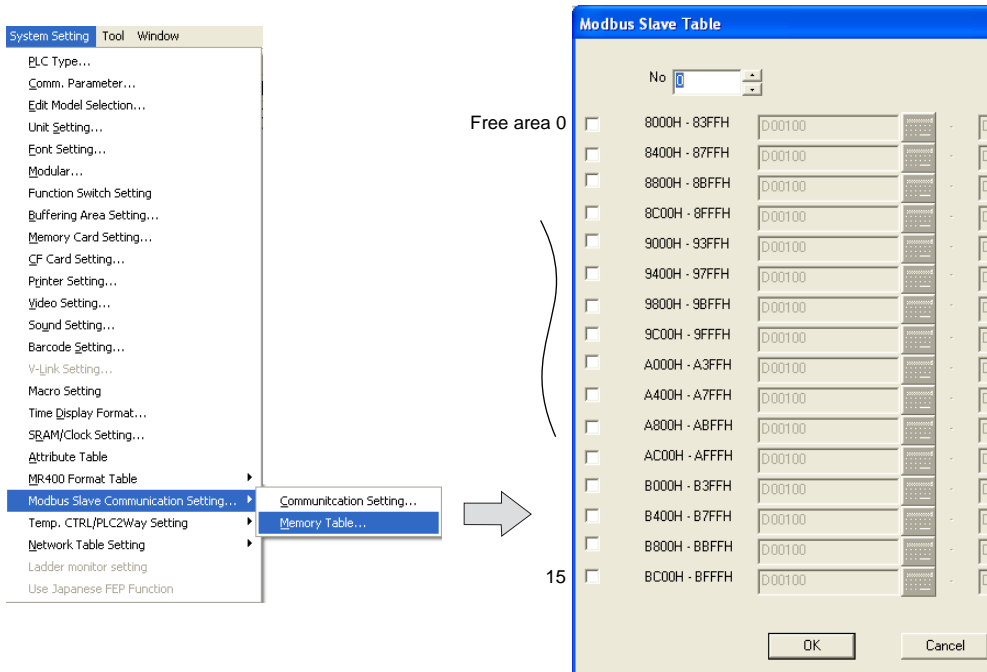 System Setting Tool Window
PLC Type...
Comm. Parameter...
Edit Model Selection...
Unit Setting...
Font Setting...
Modular...
Function Switch Setting
Buffering Area Setting...
Memory Card Setting...
CF Card Setting...
Printer Setting...
Video Setting...
Sound Setting...
Barcode Setting...
V-Link Setting...
Macro Setting
Time Display Format...
SRAM/Clock Setting...
Attribute Table
MR400 Format Table
Modbus Slave Communication Setting...
Temp. CTRL/PLC2Way Setting
Network Table Setting
Ladder monitor setting
Use Japanese FEP Function
Communitcation Setting...
Memory Table...
Modbus Slave Table
No 0
Free area 0 8000H - 83FFH D00100 -
8400H - 87FFH D00100 -
8800H - 8BFFH D00100 -
8C00H - 8FFFH D00100 -
9000H - 93FFH D00100 -
9400H - 97FFH D00100 -
9800H - 9BFFH D00100 -
9C00H - 9FFFH D00100 -
A000H - A3FFH D00100 -
A400H - A7FFH D00100 -
A800H - ABFFH D00100 -
AC00H - AFFFH D00100 -
B000H - B3FFH D00100 -
B400H - B7FFH D00100 -
B800H - BBFFH D00100 -
15 BC00H - BFFFH D00100 -
OK Cancel